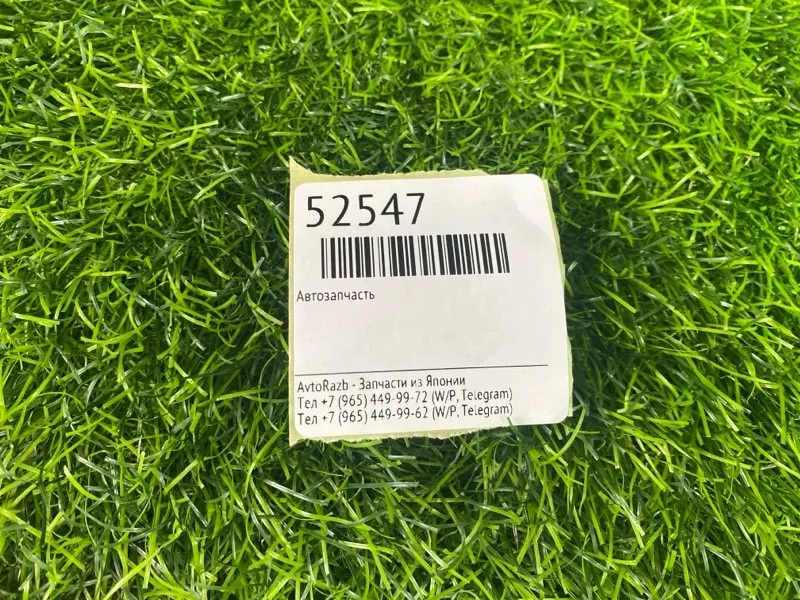 52547
Автозапчасть
AvtoRazb - Запчасти из Японии
Тел +7 (965) 449-99-72 (W/P, Telegram)
Тел +7 (965) 449-99-62 (W/P, Telegram)